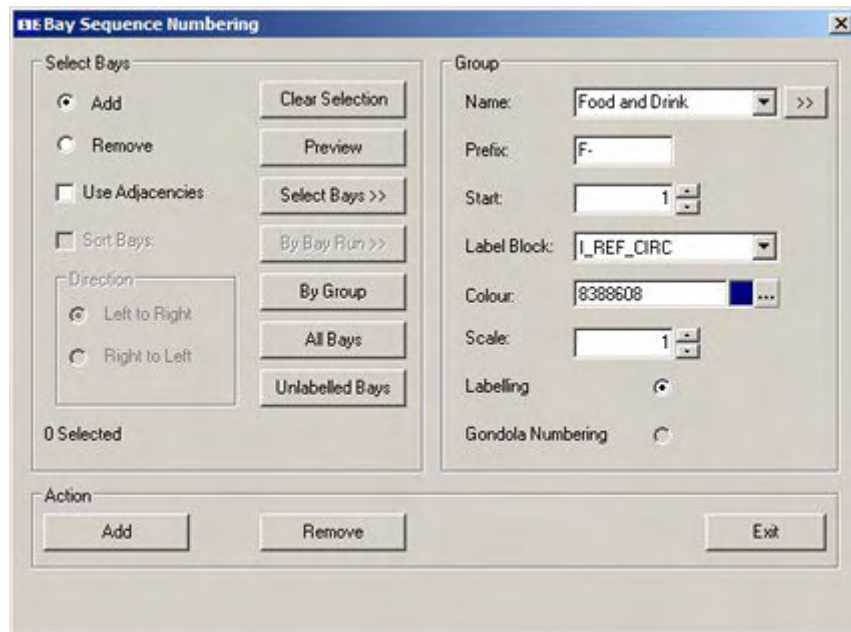 Bay Sequence Numbering
Select Bays
Add
Clear Selection
Remove
Preview
Use Adjacencies
Select Bays >>
Sort Bays:
By Bay Run >>
Direction
Left to Right
Right to Left
By Group
All Bays
Unlabelled Bays
0 Selected
Group
Name: Food and Drink >>
Prefix: F-
Start: 1
Label Block: I_REF_CIRC
Colour: 8388608 ...
Scale: 1
Labelling
Gondola Numbering
Action
Add Remove Exit